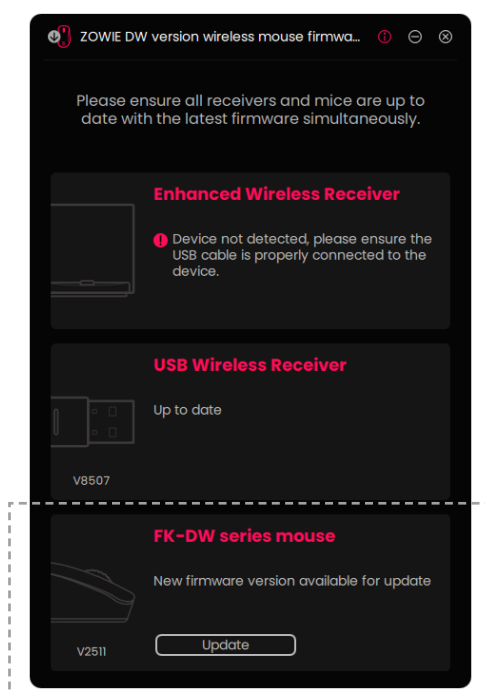 ZOWIE DW version wireless mouse firmwa...
Please ensure all receivers and mice are up to
date with the latest firmware simultaneously.
Enhanced Wireless Receiver
Device not detected, please ensure the
USB cable is properly connected to the
device.
USB Wireless Receiver
Up to date
V8507
FK-DW series mouse
New firmware version available for update
V2511
Update